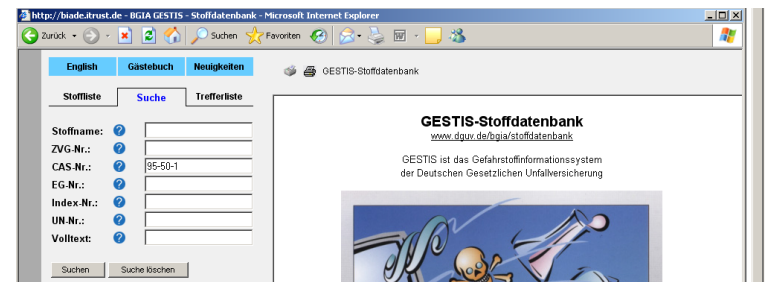 http://biade.itrust.de - BGIA GESTIS - Stoffdatenbank - Microsoft Internet Explorer
Zurück Suchen Favoriten
English Gästebuch Neuigkeiten
GESTIS-Stoffdatenbank
Stoffliste Suche Trefferliste
GESTIS-Stoffdatenbank
www.dguv.de/bgia/stoffdatenbank
GESTIS ist das Gefahrstoffinformationssystem
der Deutschen Gesetzlichen Unfallversicherung
Stoffname:
ZVG-Nr.:
CAS-Nr.: 95-50-1
EG-Nr.:
Index-Nr.:
UN-Nr.:
Volltext:
Suchen Suche löschen